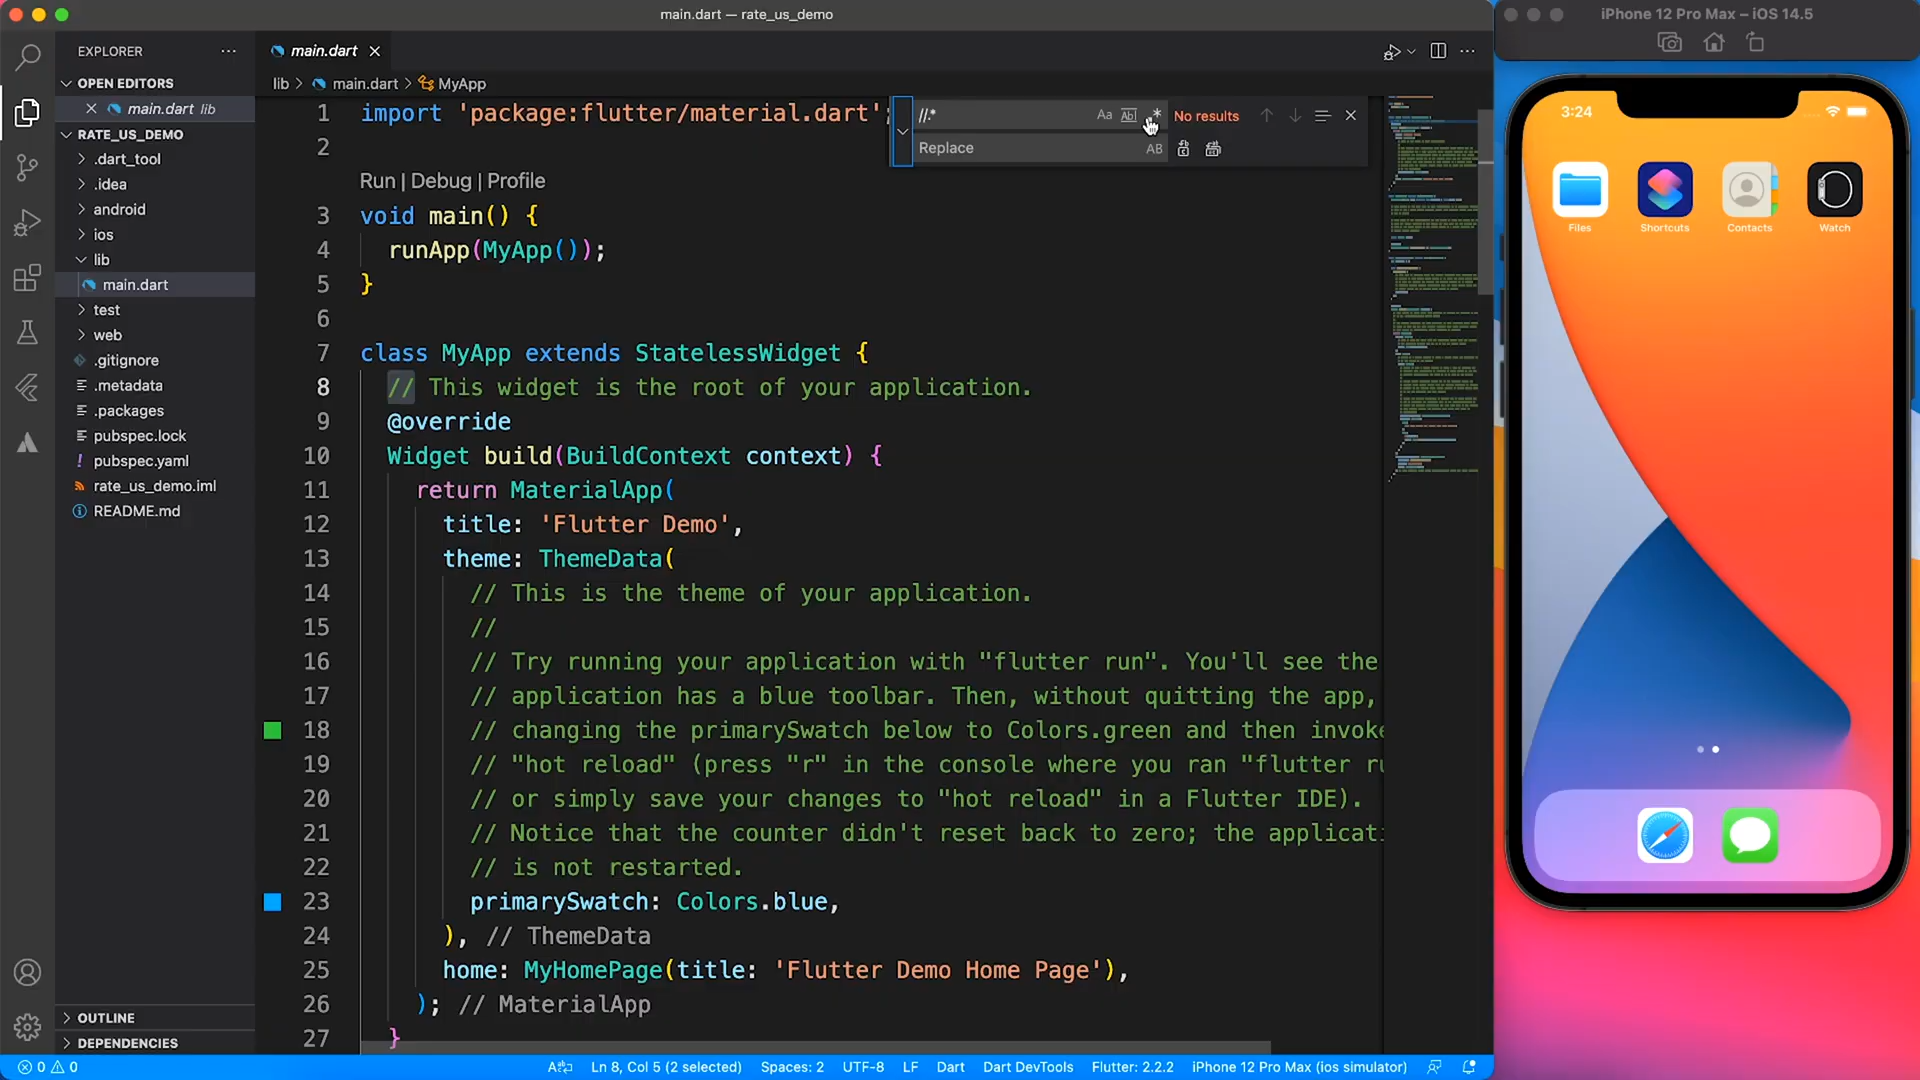 main.dart — rate_us_demo
iPhone 12 Pro Max – iOS 14.5
EXPLORER
main.dart
OPEN EDITORS
main.dart lib
RATE_US_DEMO
.dart_tool
.idea
android
ios
lib
main.dart
test
web
.gitignore
.metadata
.packages
pubspec.lock
pubspec.yaml
rate_us_demo.iml
README.md
OUTLINE
DEPENDENCIES
lib > main.dart > MyApp
//.*
Aa
No results
Replace
AB
1 import 'package:flutter/material.dart';
2
Run | Debug | Profile
3 void main() {
4 runApp(MyApp());
5 }
6
7 class MyApp extends StatelessWidget {
8 // This widget is the root of your application.
9 @override
10 Widget build(BuildContext context) {
11 return MaterialApp(
12 title: 'Flutter Demo',
13 theme: ThemeData(
14 // This is the theme of your application.
15 //
16 // Try running your application with "flutter run". You'll see the
17 // application has a blue toolbar. Then, without quitting the app,
18 // changing the primarySwatch below to Colors.green and then invoke
19 // "hot reload" (press "r" in the console where you ran "flutter ru
20 // or simply save your changes to "hot reload" in a Flutter IDE).
21 // Notice that the counter didn't reset back to zero; the applicati
22 // is not restarted.
23 primarySwatch: Colors.blue,
24 ), // ThemeData
25 home: MyHomePage(title: 'Flutter Demo Home Page'),
26 ); // MaterialApp
27 }
0 0
Ln 8, Col 5 (2 selected)
Spaces: 2
UTF-8
LF
Dart
Dart DevTools
Flutter: 2.2.2
iPhone 12 Pro Max (ios simulator)
3:24
Files
Shortcuts
Contacts
Watch